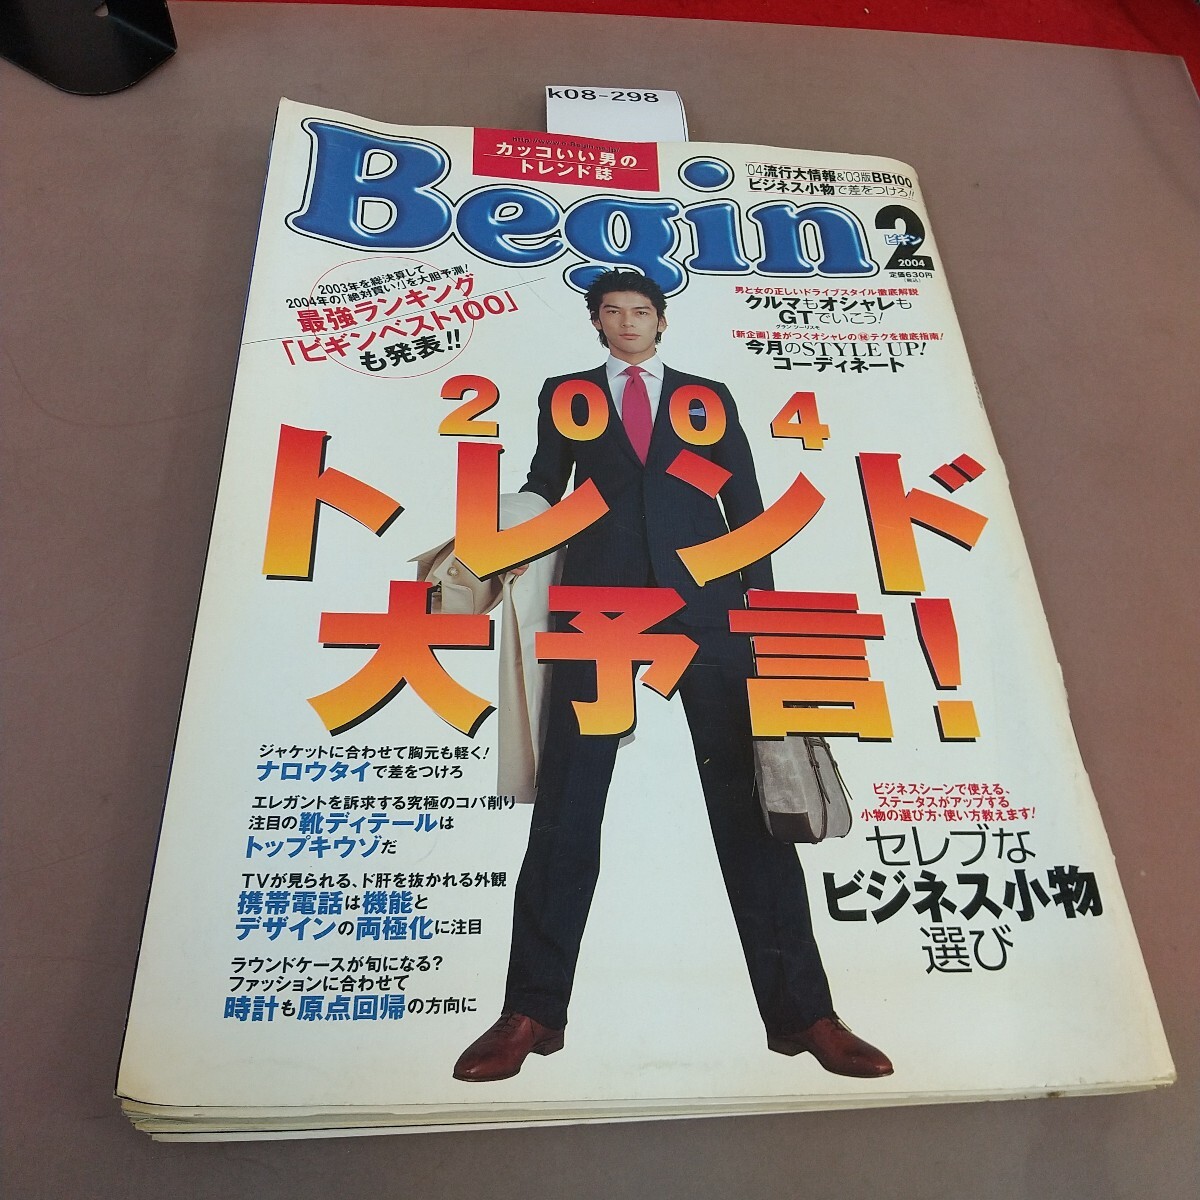 k08-298
カッコいい男の
トレンド誌
Begin
'04流行大情報&'03版BB100
ビジネス小物で差をつけろ!!
2
ビギン
2004
定価630円
(税込)
2003年を総決算して
2004年の「絶対買い!」を大胆予測!
最強ランキング
「ビギンベスト100」
も発表!!
男と女の正しいドライブスタイル徹底解説
クルマもオシャレも
GTでいこう!
グランツーリスモ
【新企画】差がつくオシャレの㊙テクを徹底指南!
今月のSTYLE UP!
コーディネート
2004
トレンド
大予言!
ジャケットに合わせて胸元も軽く!
ナロウタイで差をつけろ
エレガントを訴求する究極のコバ削り
注目の靴ディテールは
トップキウゾだ
TVが見られる、ド肝を抜かれる外観
携帯電話は機能と
デザインの両極化に注目
ラウンドケースが旬になる?
ファッションに合わせて
時計も原点回帰の方向に
ビジネスシーンで使える、
ステータスがアップする
小物の選び方・使い方教えます!
セレブな
ビジネス小物
選び